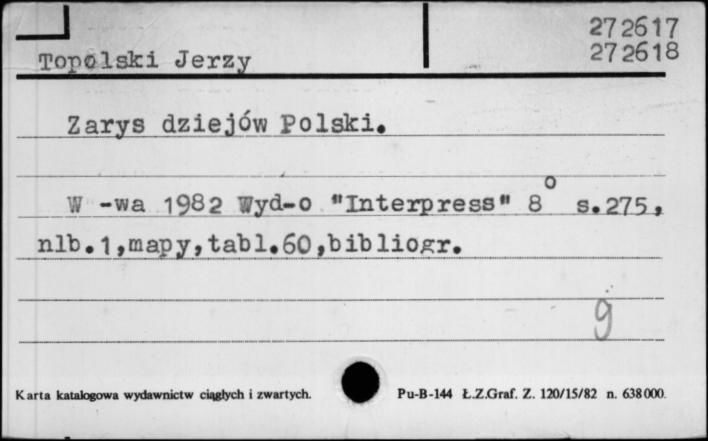 272617
272618
Topolski Jerzy
Zarys dziejów Polski.
W -wa 1982 Wyd-o "Interpress" 8° s.275,
nlb.1,mapy,tabl.60,bibliogr.
g
Karta katalogowa wydawnictw ciągłych i zwartych. Pu-B-144 Ł.Z.Graf. Z. 120/15/82 n. 638000.